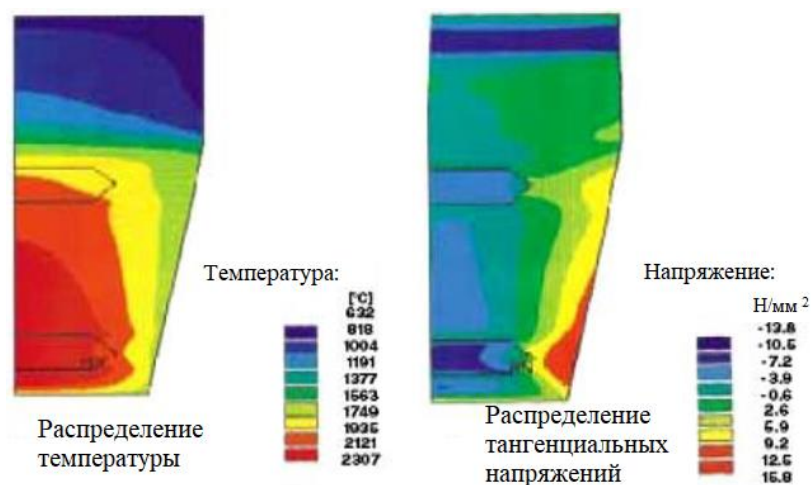 Температура:
[°C]
632
818
1004
1191
1377
1563
1749
1935
2121
2307
Распределение
температуры
Напряжение:
Н/мм 2
-13.8
-10.5
-7.2
-3.9
-0.6
2.6
5.9
9.2
12.5
15.8
Распределение
тангенциальных
напряжений